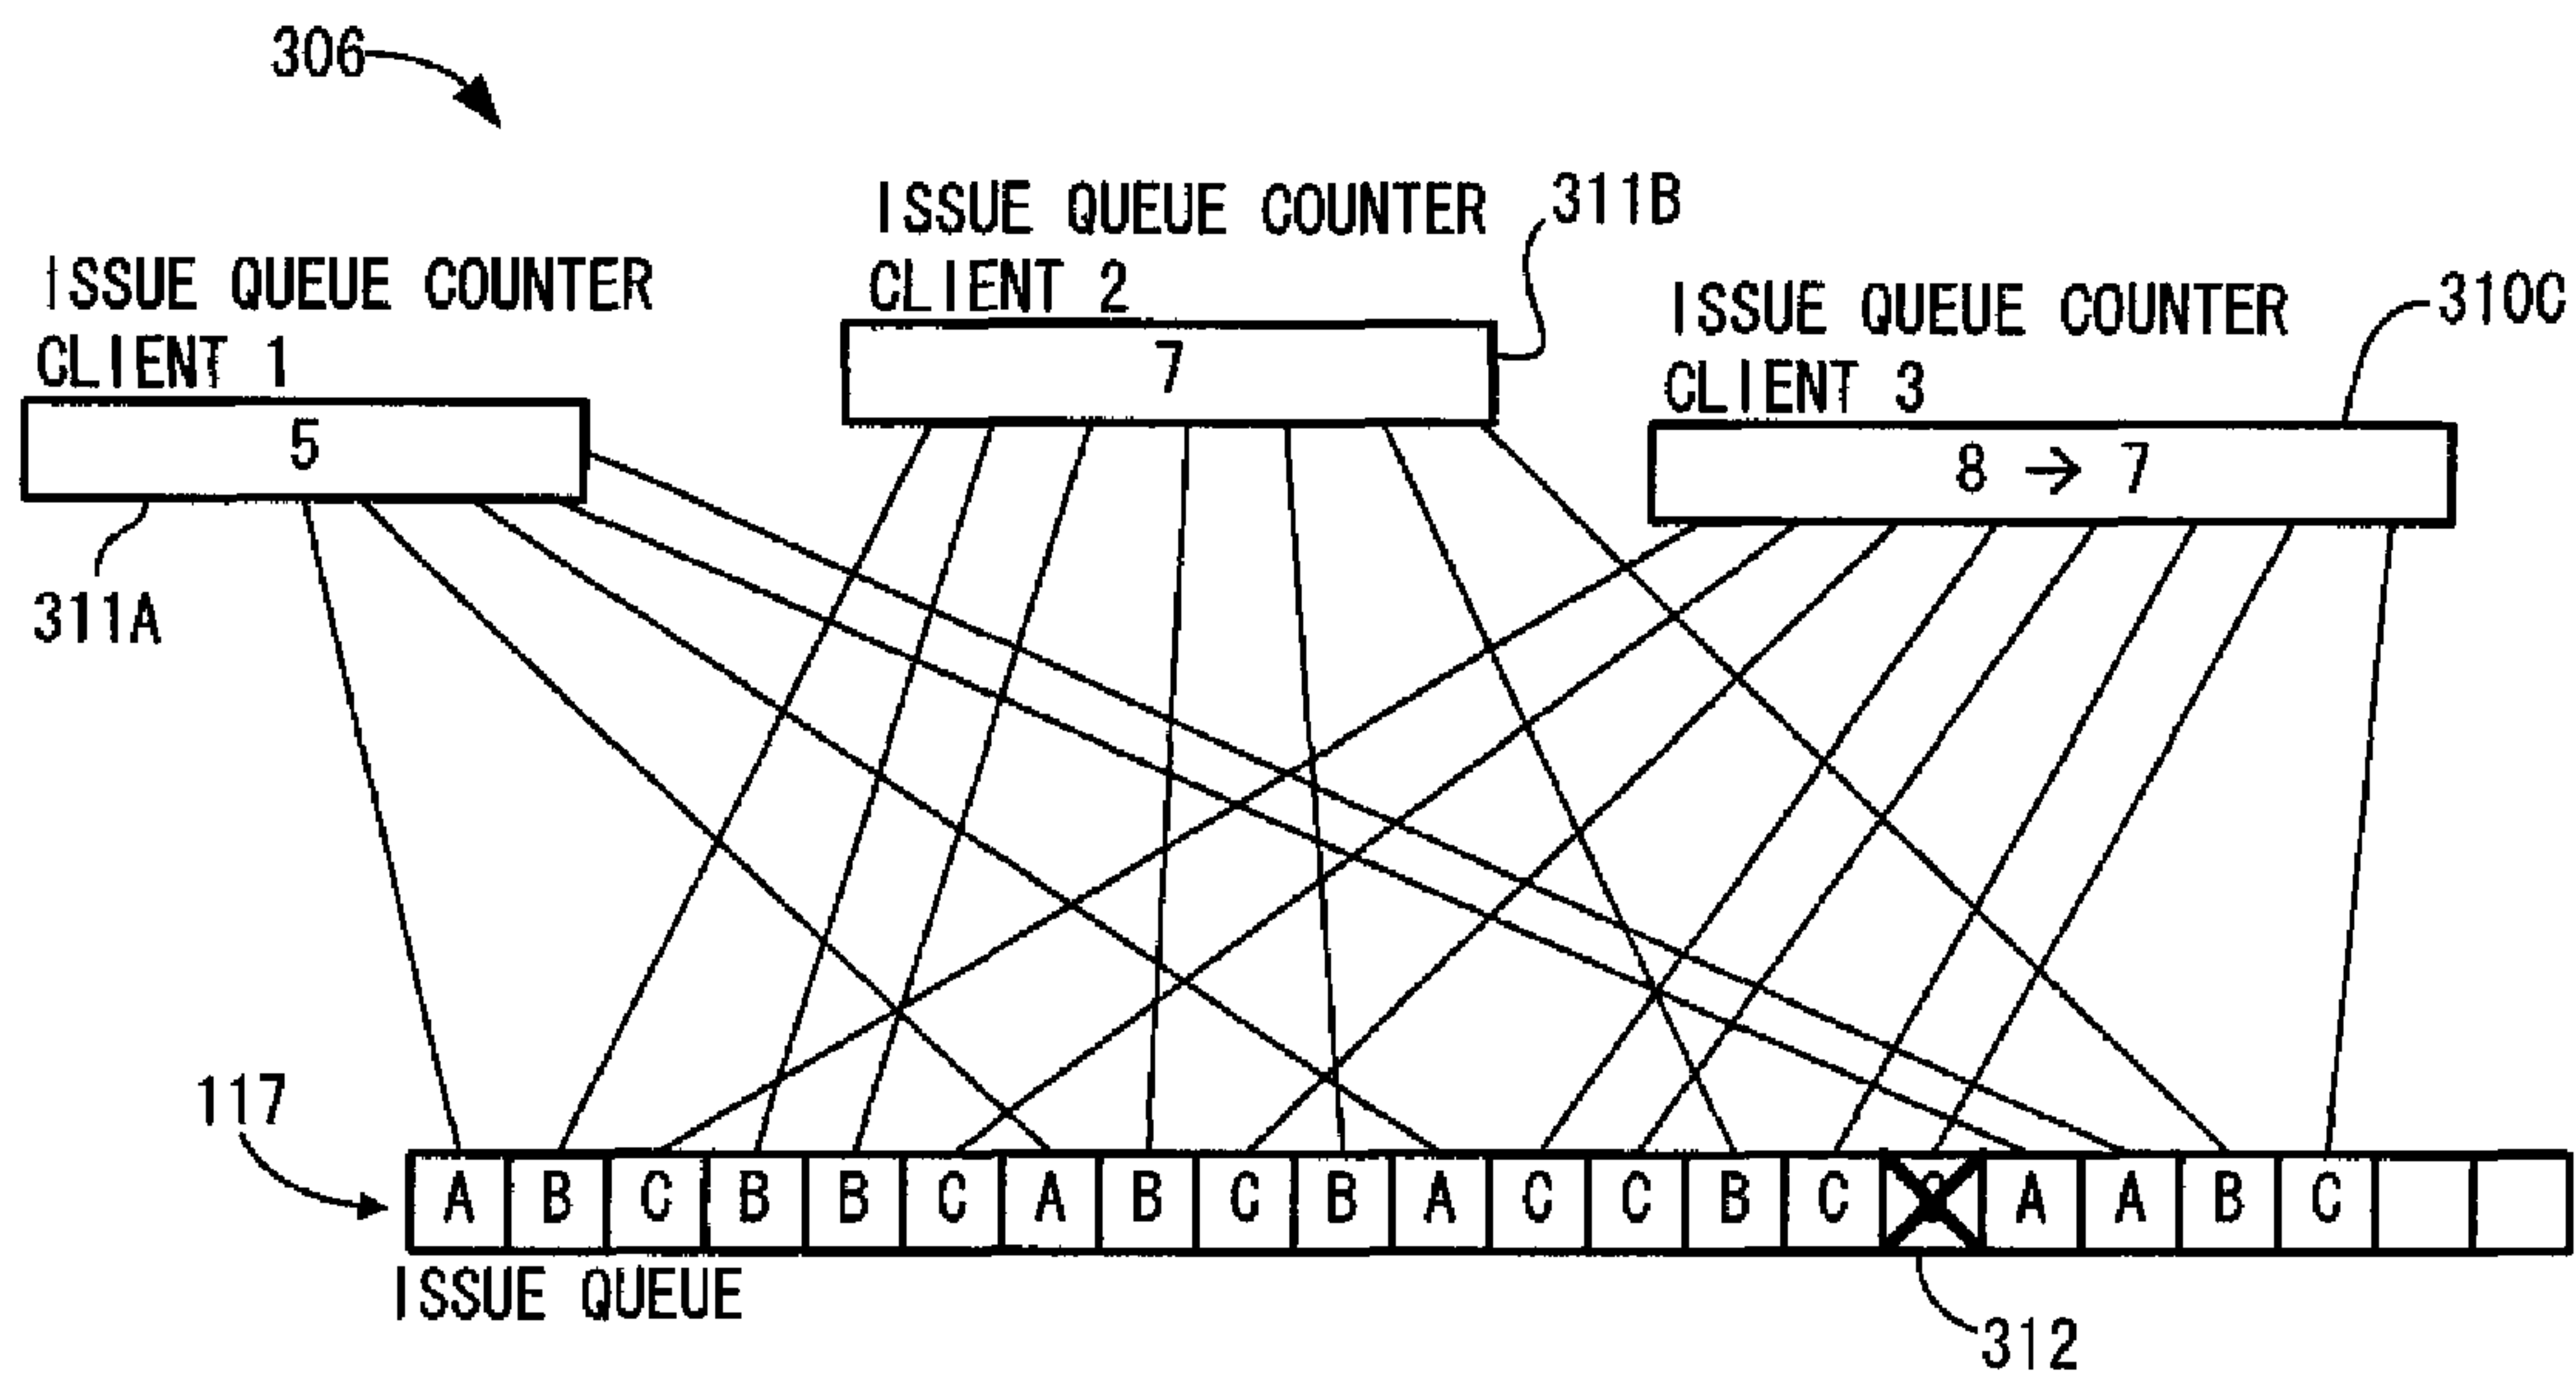 306
ISSUE QUEUE COUNTER
CLIENT 1
5
311A
ISSUE QUEUE COUNTER
CLIENT 2
7
311B
ISSUE QUEUE COUNTER
CLIENT 3
8 → 7
310C
117
A B C B B C A B C B A C C B C C A A B C
ISSUE QUEUE
312